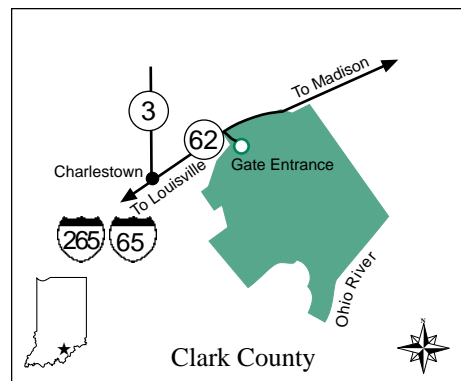 To Madison
3
62
Charlestown
Gate Entrance
To Louisville
265
65
Ohio River
Clark County
N